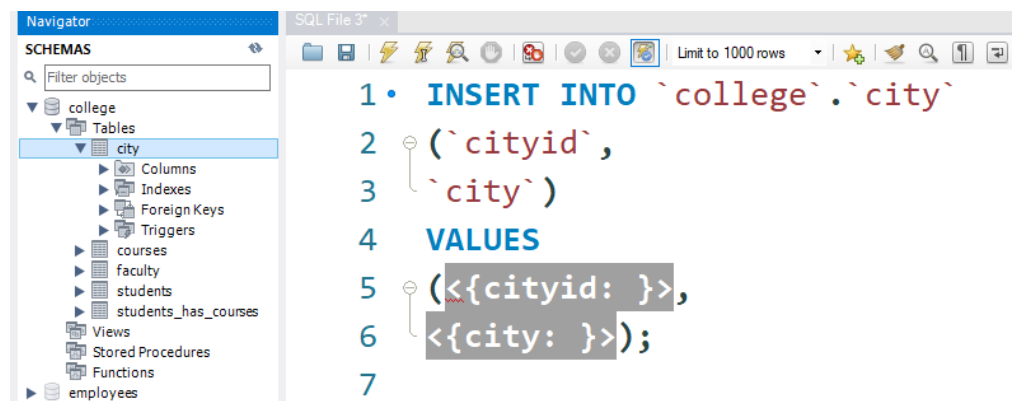 Navigator
SCHEMAS
Filter objects
college
Tables
city
Columns
Indexes
Foreign Keys
Triggers
courses
faculty
students
students_has_courses
Views
Stored Procedures
Functions
employees
SQL File 3*
Limit to 1000 rows
1 INSERT INTO `college`.`city`
2 (`cityid`,
3 `city`)
4 VALUES
5 (<{cityid: }>,
6 <{city: }>);
7